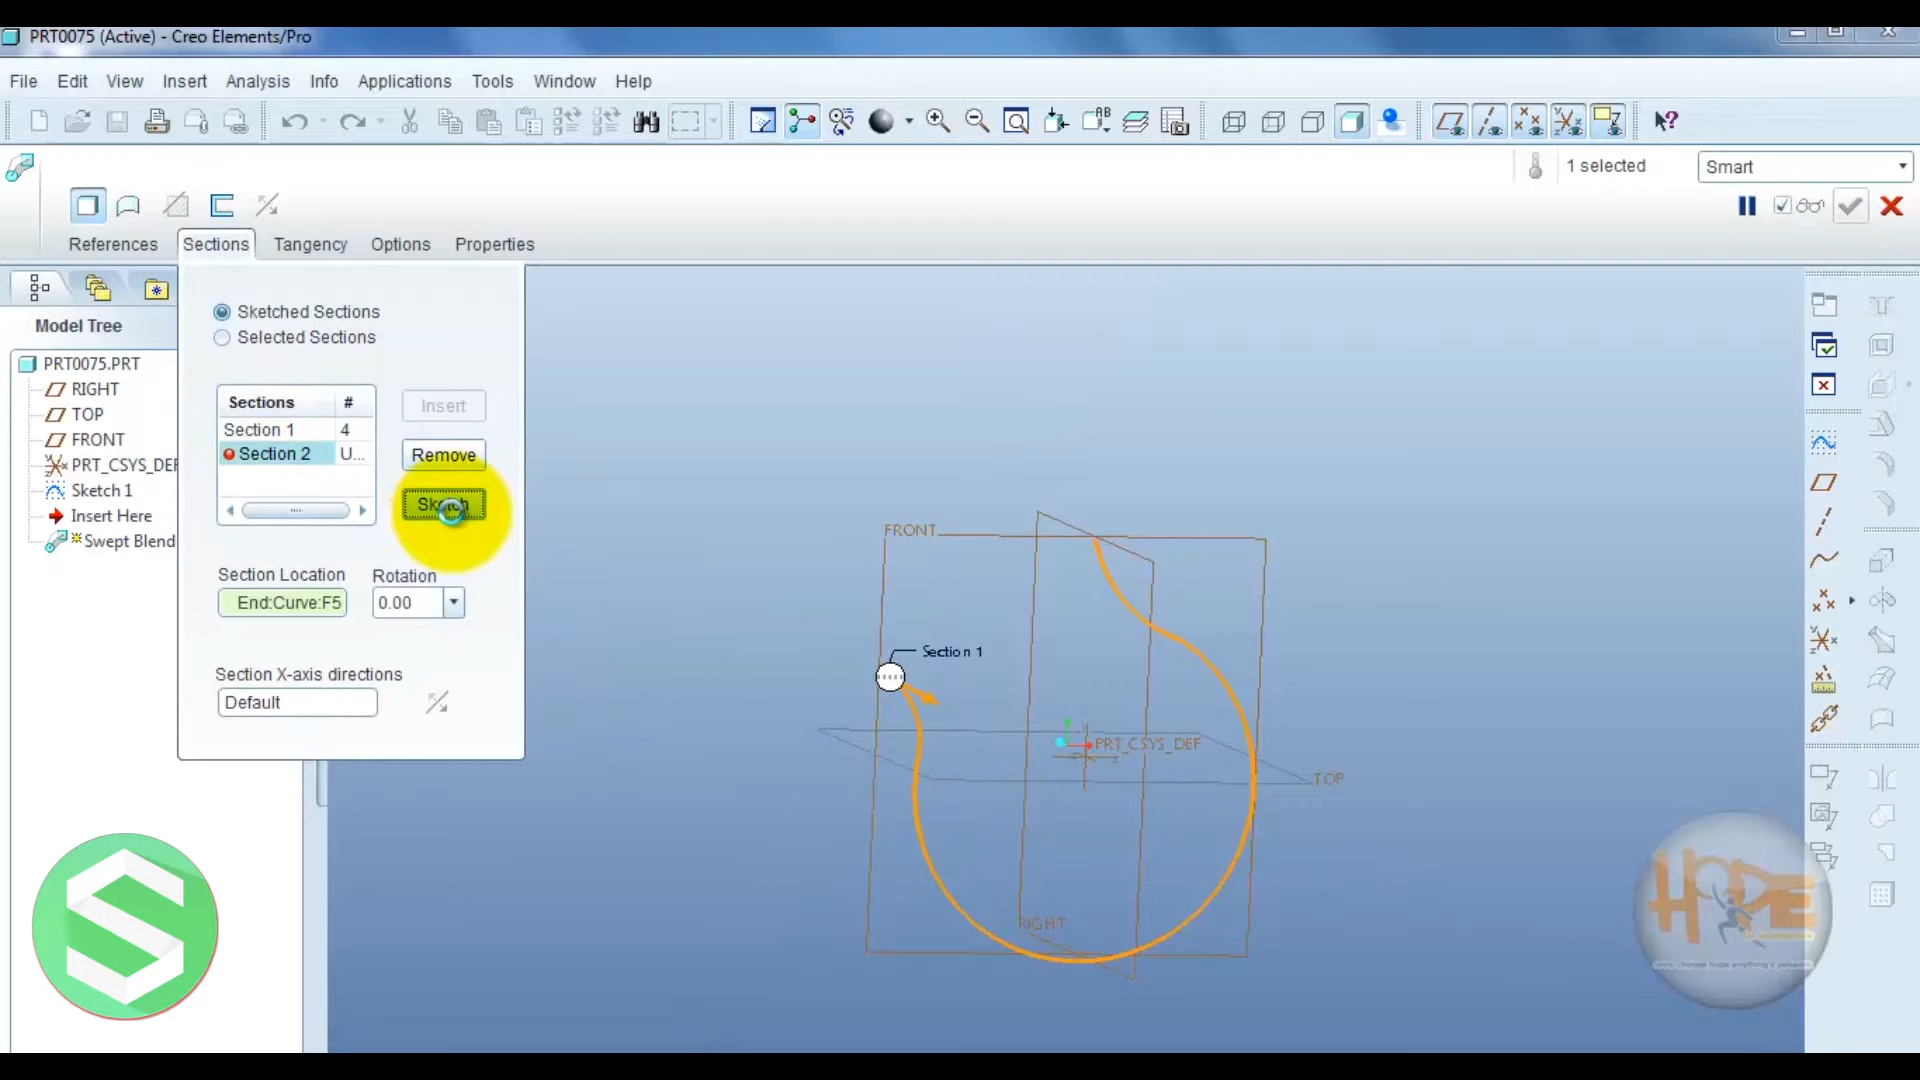 PRT0075 (Active) - Creo Elements/Pro
File Edit View Insert Analysis Info Applications Tools Window Help
1 selected
Smart
References Sections Tangency Options Properties
Model Tree
PRT0075.PRT
RIGHT
TOP
FRONT
PRT_CSYS_DEF
Sketch 1
Insert Here
Swept Blend
Sketched Sections
Selected Sections
Sections #
Section 1 4
Section 2 U...
Insert
Remove
Sketch
Section Location Rotation
End:Curve:F5 0.00
Section X-axis directions
Default
FRONT
Section 1
PRT_CSYS_DEF
TOP
RIGHT
HOPE